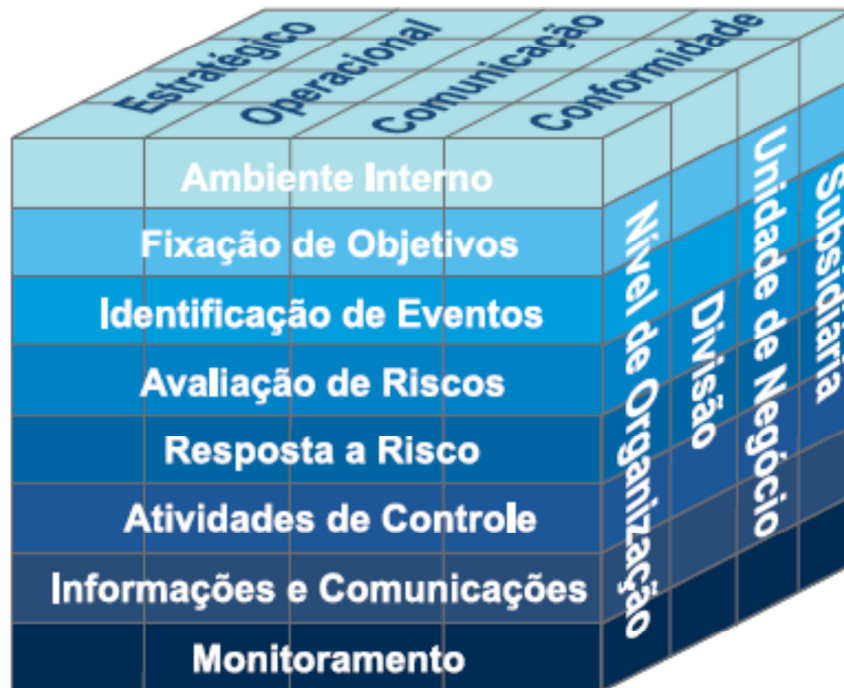 Estratégico
Operacional
Comunicação
Conformidade
Ambiente Interno
Fixação de Objetivos
Identificação de Eventos
Avaliação de Riscos
Resposta a Risco
Atividades de Controle
Informações e Comunicações
Monitoramento
Nível de Organização
Divisão
Unidade de Negócio
Subsidiária